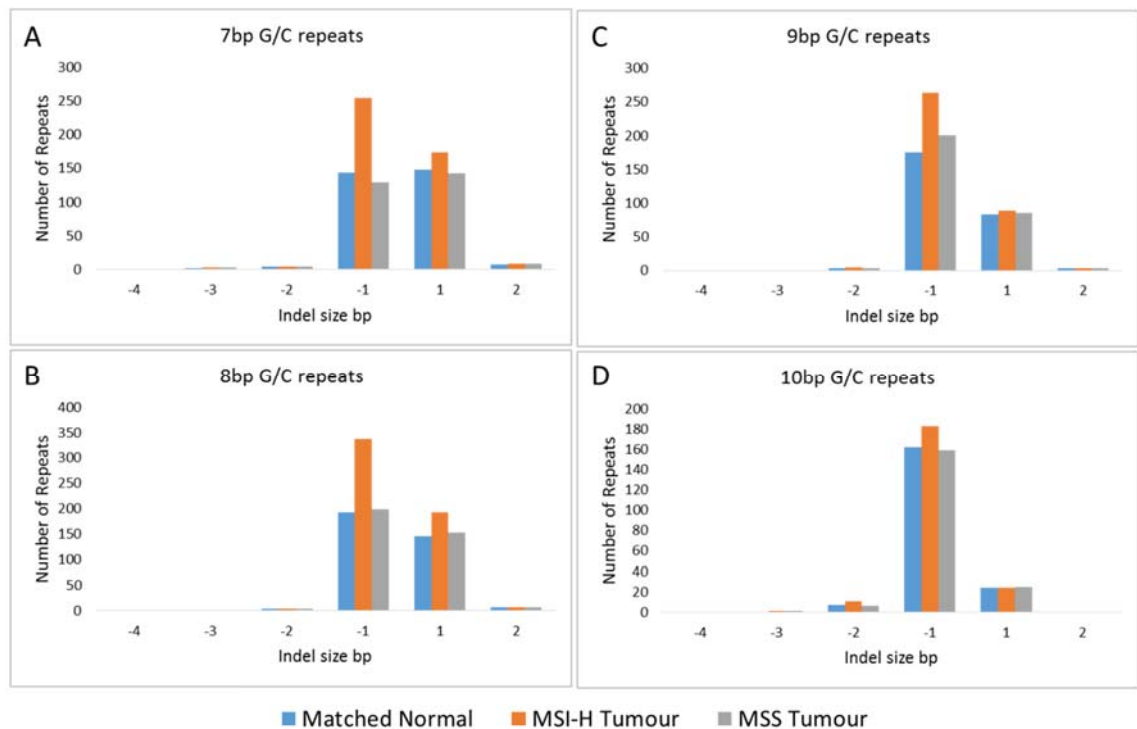 A
7bp G/C repeats
Number of Repeats
300
250
200
150
100
50
0
-4 -3 -2 -1 1 2
Indel size bp
B
8bp G/C repeats
Number of Repeats
400
350
300
250
200
150
100
50
0
-4 -3 -2 -1 1 2
Indel size bp
C
9bp G/C repeats
Number of Repeats
300
250
200
150
100
50
0
-4 -3 -2 -1 1 2
Indel size bp
D
10bp G/C repeats
Number of Repeats
200
180
160
140
120
100
80
60
40
20
0
-4 -3 -2 -1 1 2
Indel size bp
Matched Normal MSI-H Tumour MSS Tumour